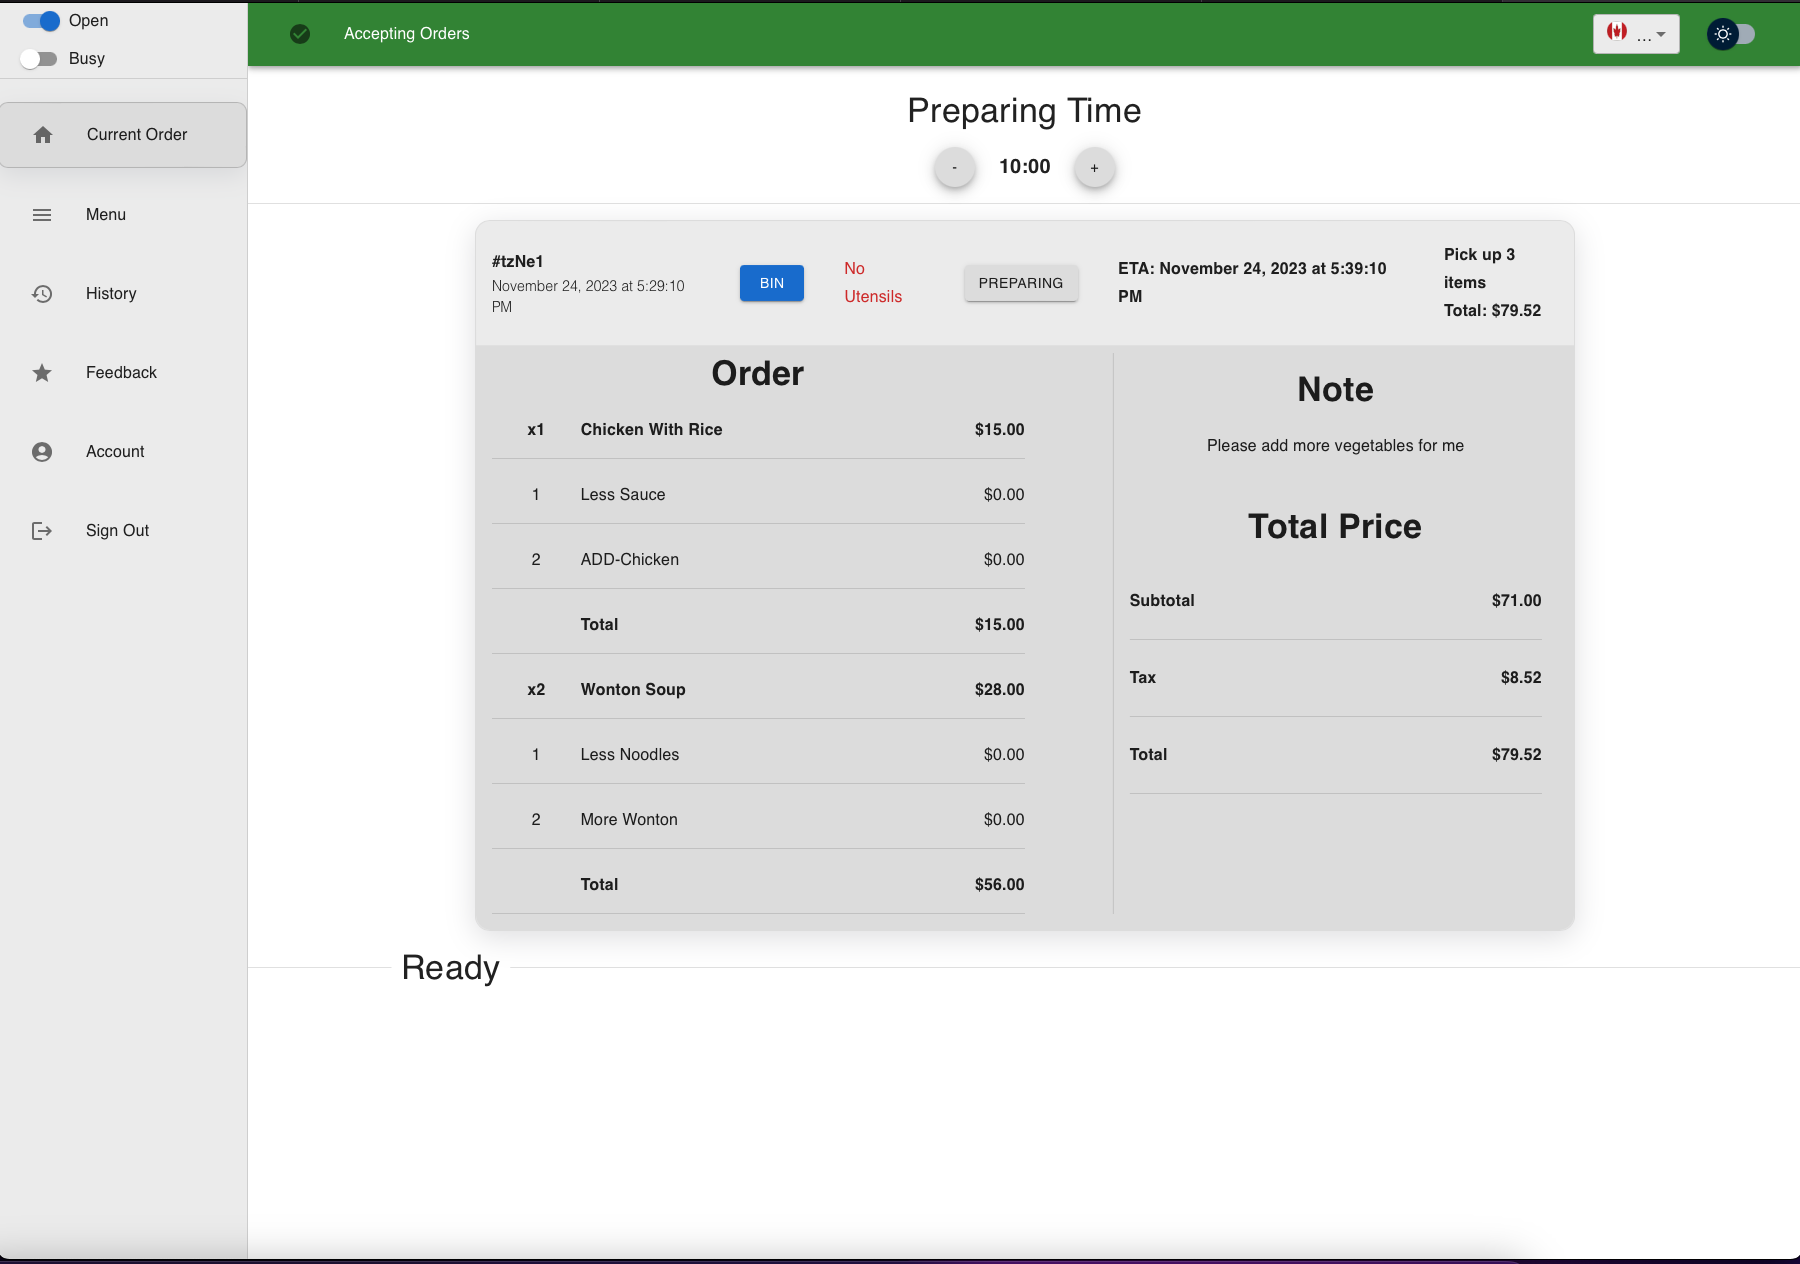 Open
Busy
Accepting Orders
...
Current Order
Menu
History
Feedback
Account
Sign Out
Preparing Time
- 10:00 +
#tzNe1
November 24, 2023 at 5:29:10
PM
BIN
No
Utensils
PREPARING
ETA: November 24, 2023 at 5:39:10
PM
Pick up 3
items
Total: $79.52
Order
x1 Chicken With Rice $15.00
1 Less Sauce $0.00
2 ADD-Chicken $0.00
Total $15.00
x2 Wonton Soup $28.00
1 Less Noodles $0.00
2 More Wonton $0.00
Total $56.00
Note
Please add more vegetables for me
Total Price
Subtotal $71.00
Tax $8.52
Total $79.52
Ready